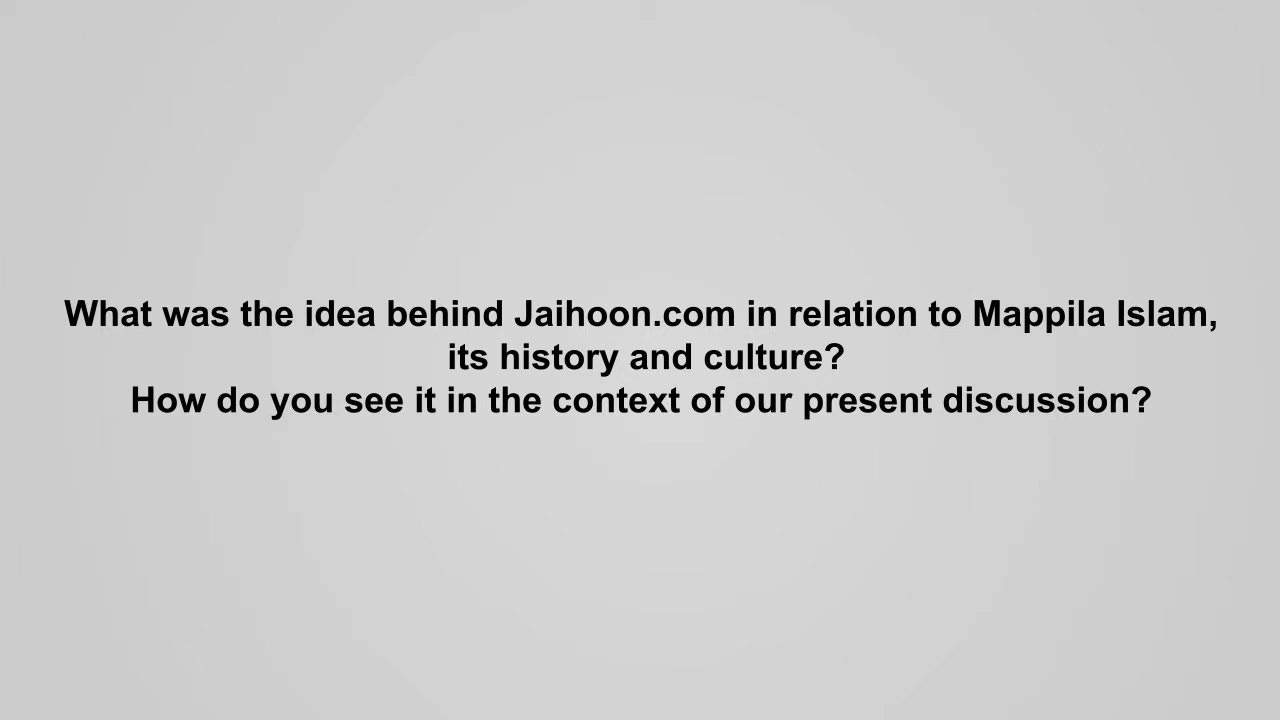 What was the idea behind Jaihoon.com in relation to Mappila Islam,
its history and culture?
How do you see it in the context of our present discussion?